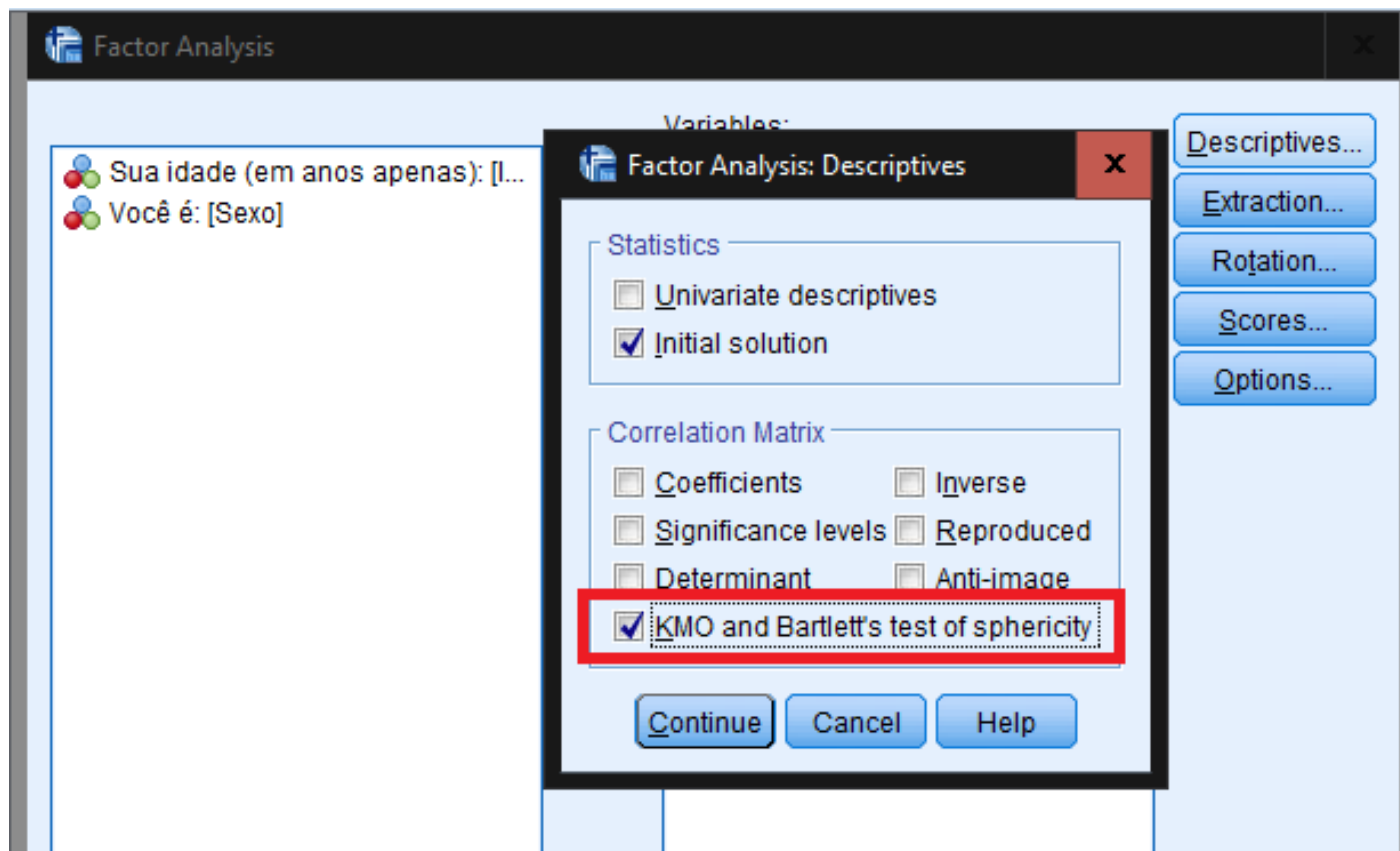 Factor Analysis
Variables:
Sua idade (em anos apenas): [I...
Você é: [Sexo]
Factor Analysis: Descriptives
x
Statistics
Univariate descriptives
Initial solution
Correlation Matrix
Coefficients Inverse
Significance levels Reproduced
Determinant Anti-image
KMO and Bartlett's test of sphericity
Continue Cancel Help
Descriptives...
Extraction...
Rotation...
Scores...
Options...